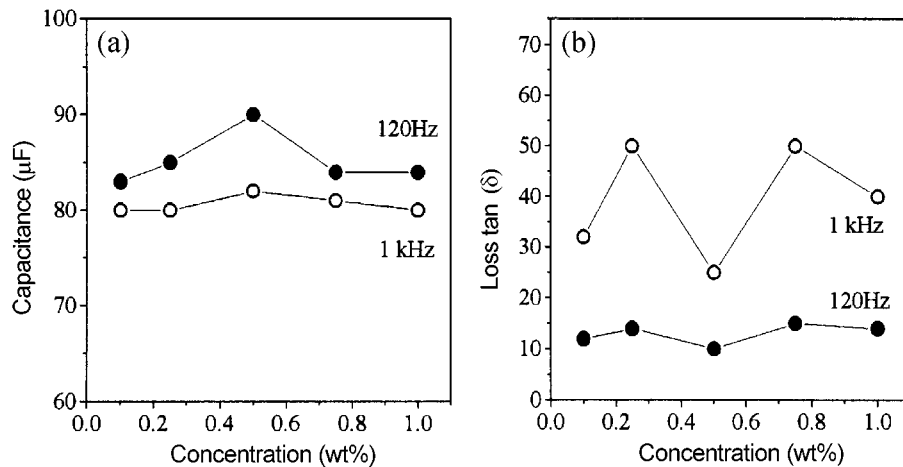 (a)
100
90
80
70
60
Capacitance (µF)
120Hz
1 kHz
0.0 0.2 0.4 0.6 0.8 1.0
Concentration (wt%)
(b)
70
60
50
40
30
20
10
0
Loss tan (δ)
1 kHz
120Hz
0.0 0.2 0.4 0.6 0.8 1.0
Concentration (wt%)